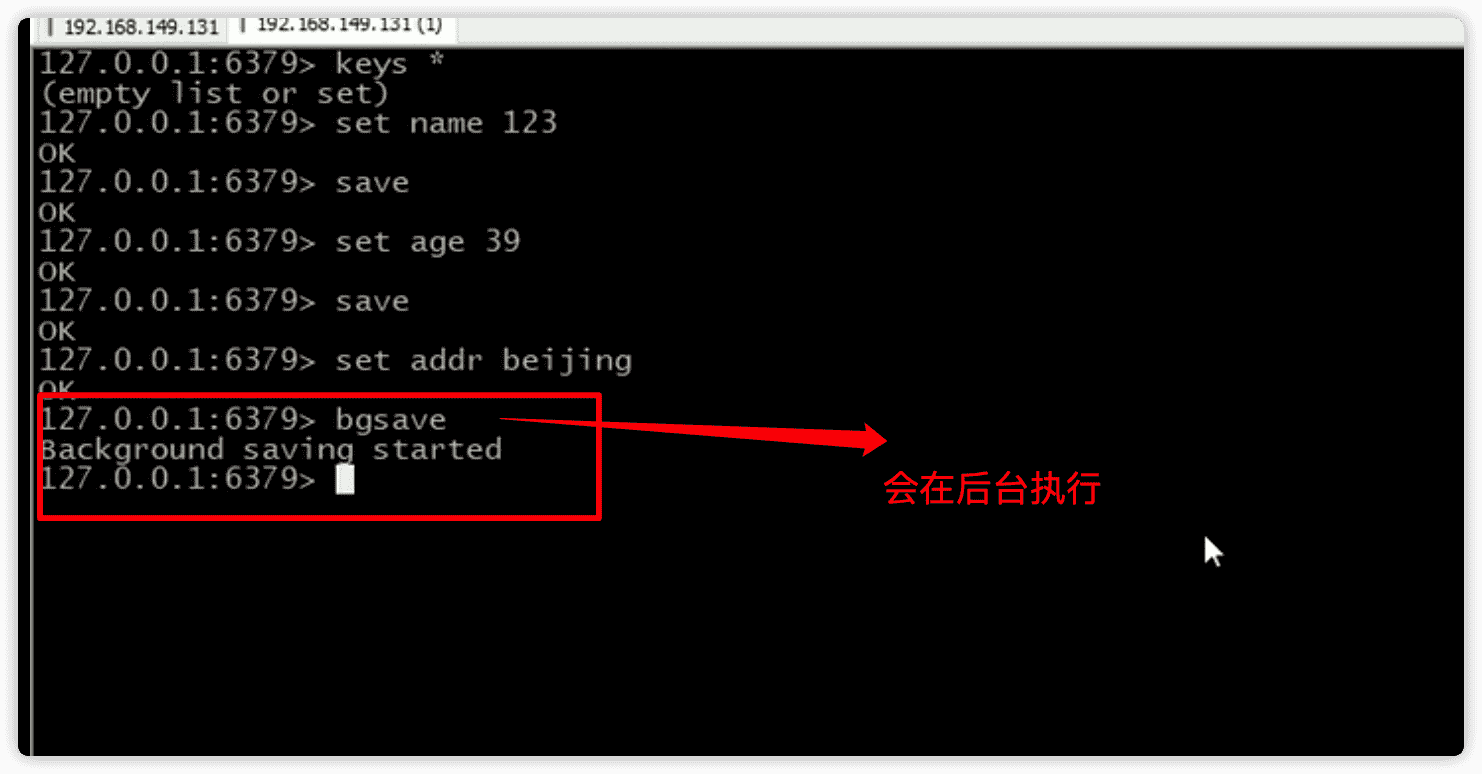 192.168.149.131
192.168.149.131 (1)
127.0.0.1:6379> keys *
(empty list or set)
127.0.0.1:6379> set name 123
OK
127.0.0.1:6379> save
OK
127.0.0.1:6379> set age 39
OK
127.0.0.1:6379> save
OK
127.0.0.1:6379> set addr beijing
OK
127.0.0.1:6379> bgsave
Background saving started
127.0.0.1:6379>
会在后台执行